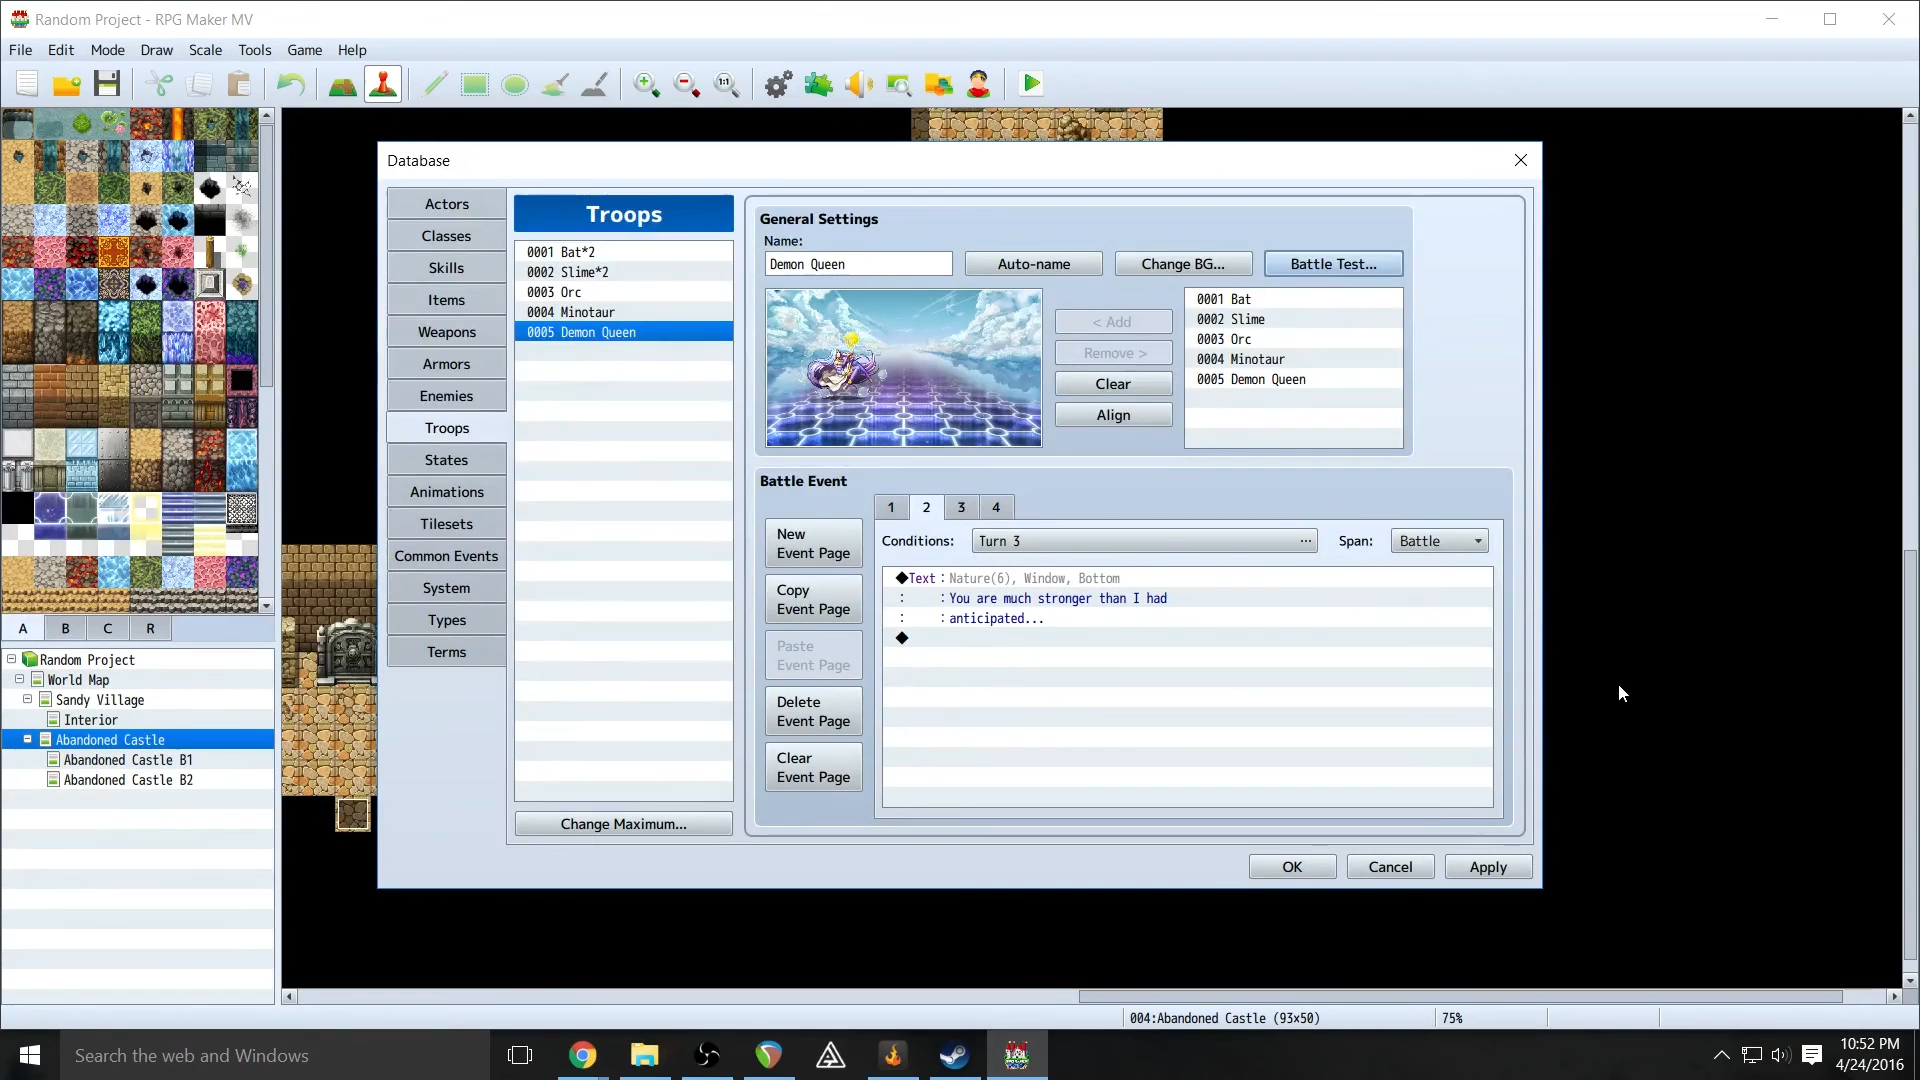 Random Project - RPG Maker MV
File Edit Mode Draw Scale Tools Game Help
1:1
Database
Actors
Classes
Skills
Items
Weapons
Armors
Enemies
Troops
States
Animations
Tilesets
Common Events
System
Types
Terms
Troops
0001 Bat*2
0002 Slime*2
0003 Orc
0004 Minotaur
0005 Demon Queen
Change Maximum...
General Settings
Name:
Demon Queen
Auto-name
Change BG...
Battle Test...
< Add
Remove >
Clear
Align
0001 Bat
0002 Slime
0003 Orc
0004 Minotaur
0005 Demon Queen
Battle Event
1 2 3 4
New
Event Page
Copy
Event Page
Paste
Event Page
Delete
Event Page
Clear
Event Page
Conditions: Turn 3 ... Span: Battle
◆Text：Nature(6), Window, Bottom
：　　：You are much stronger than I had
：　　：anticipated...
◆
OK Cancel Apply
A B C R
Random Project
World Map
Sandy Village
Interior
Abandoned Castle
Abandoned Castle B1
Abandoned Castle B2
004:Abandoned Castle (93x50) 75%
Search the web and Windows
10:52 PM
4/24/2016